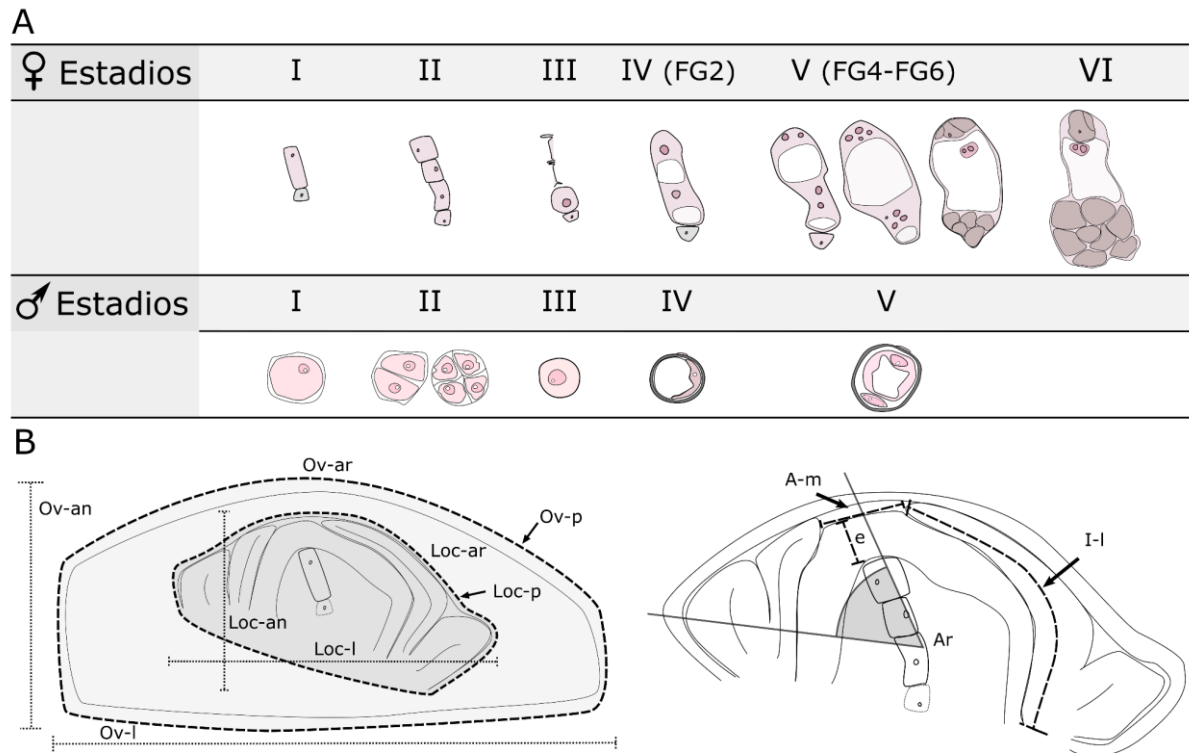 A
♀ Estadios I II III IV (FG2) V (FG4-FG6) VI
♂ Estadios I II III IV V
B
Ov-ar
Ov-an
Ov-p
Loc-ar
Loc-p
Loc-an
Loc-l
Ov-l
A-m
e
I-l
Ar